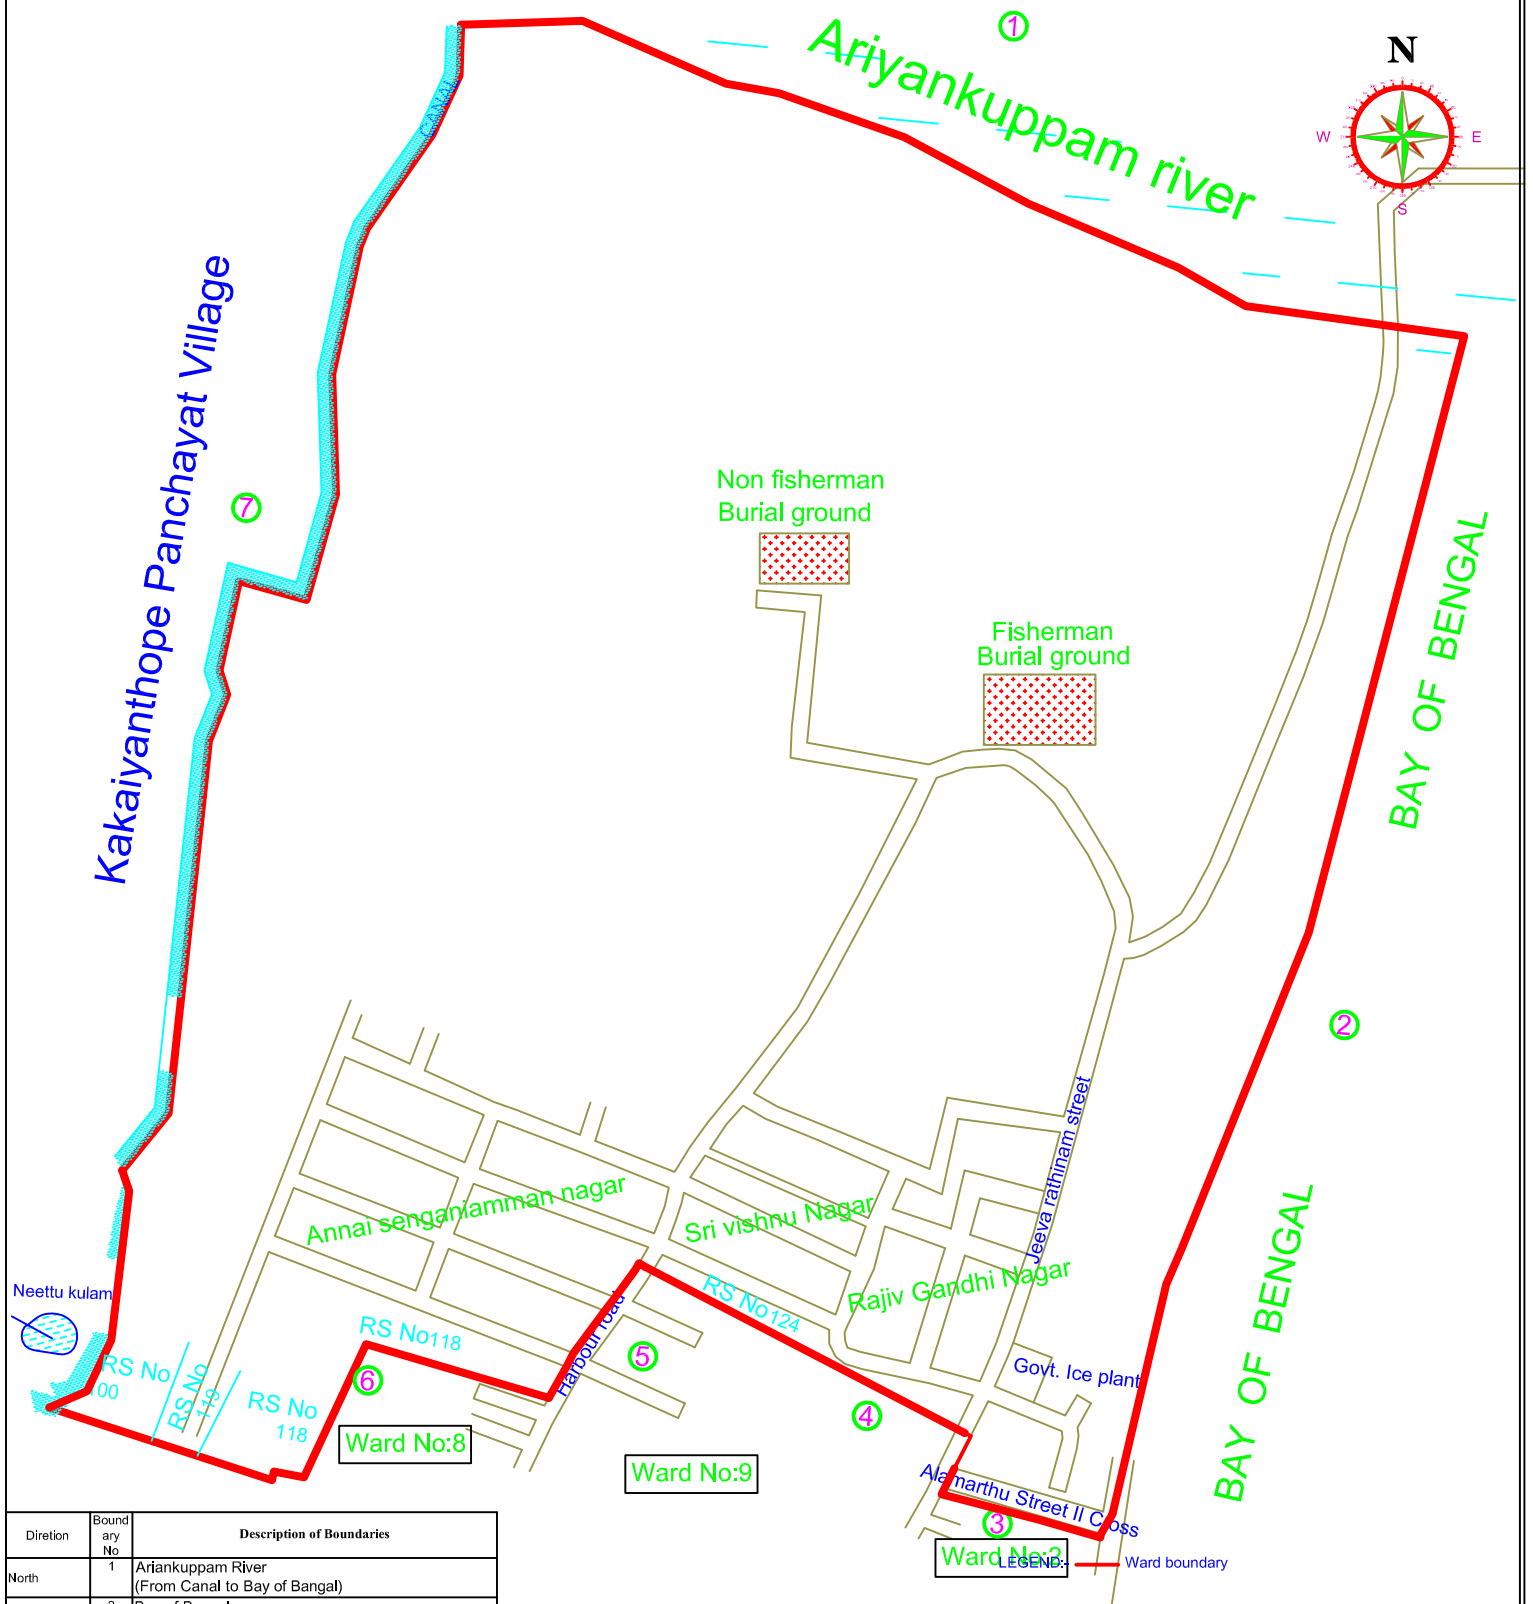 1
Ariyankuppam river
N
W
E
S
CANAL
Kakaiyanthope Panchayat Village
7
Non fisherman
Burial ground
Fisherman
Burial ground
BAY OF BENGAL
2
Jeeva rathinam street
Annai senganiamman nagar
Sri vishnu Nagar
Rajiv Gandhi Nagar
BAY OF BENGAL
Neettu kulam
RS No124
RS No118
Harbour road
5
6
4
RS No
100
RS No
119
RS No
118
Govt. Ice plant
Ward No:8
Ward No:9
Alamarthu Street II Cross
3
Ward No:2
LEGEND:-
Ward boundary
Diretion
Bound
ary
No
Description of Boundaries
North
1
Ariankuppam River
(From Canal to Bay of Bangal)